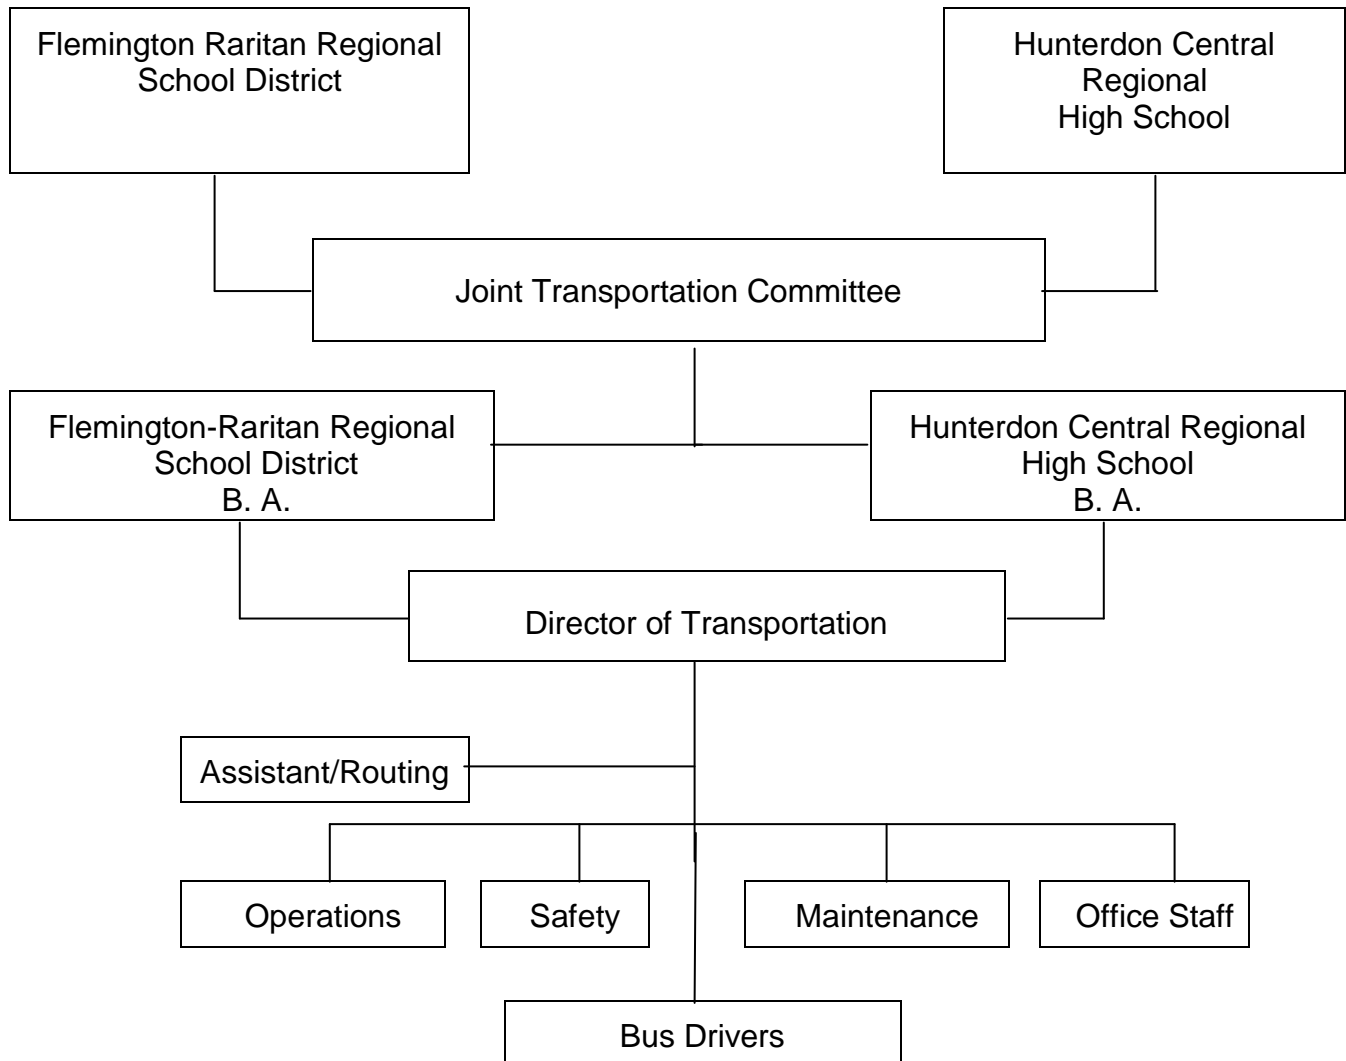 Flemington Raritan Regional
School District
Hunterdon Central
Regional
High School
Joint Transportation Committee
Flemington-Raritan Regional
School District
B. A.
Hunterdon Central Regional
High School
B. A.
Director of Transportation
Assistant/Routing
Operations
Safety
Maintenance
Office Staff
Bus Drivers